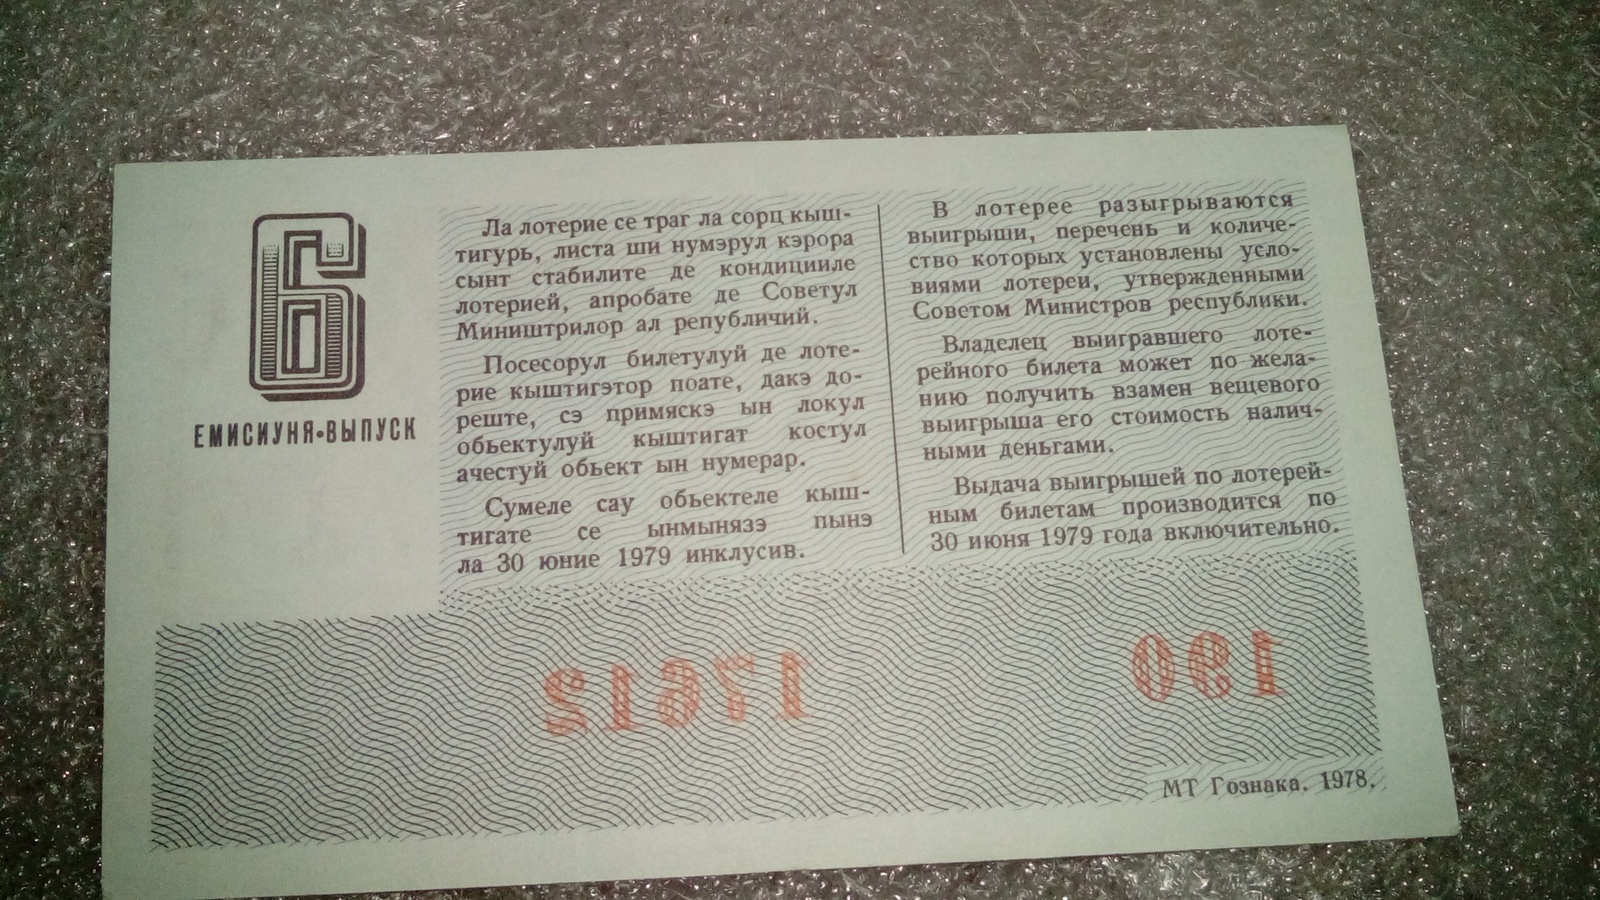 6
ЕМИСИУНЯ•ВЫПУСК
Ла лотерие се траг ла сорц кыш-
тигурь, листа ши нумэрул кэрора
сынт стабилите де кондицииле
лотерией, апробате де Советул
Миништрилор ал републичий.
Посесорул билетулуй де лоте-
рие кыштигэтор поате, дакэ до-
реште, сэ примяскэ ын локул
обьектулуй кыштигат костул
ачестуй обьект ын нумерар.
Сумеле сау обьектеле кыш-
тигате се ынмынязэ пынэ
ла 30 юние 1979 инклусив.
В лотерее разыгрываются
выигрыши, перечень и количе-
ство которых установлены усло-
виями лотереи, утвержденными
Советом Министров республики.
Владелец выигравшего лоте-
рейного билета может по жела-
нию получить взамен вещевого
выигрыша его стоимость налич-
ными деньгами.
Выдача выигрышей по лотерей-
ным билетам производится по
30 июня 1979 года включительно.
17612
190
МТ Гознака. 1978.